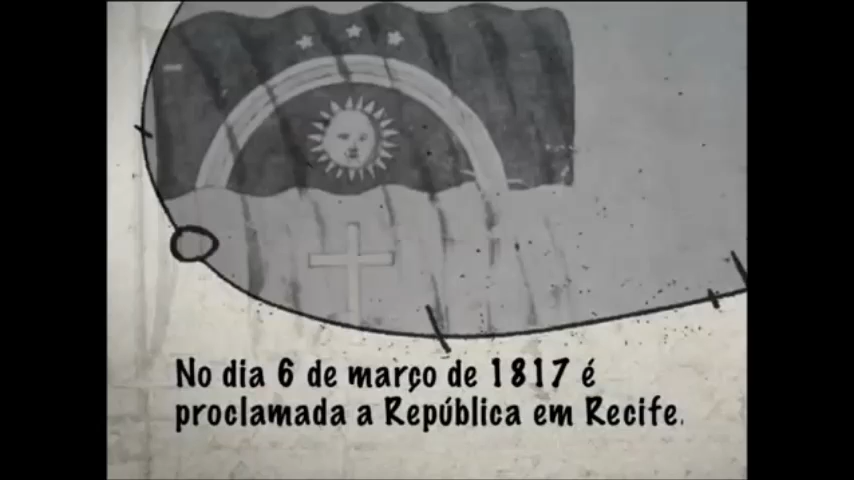 No dia 6 de março de 1817 é
proclamada a República em Recife.